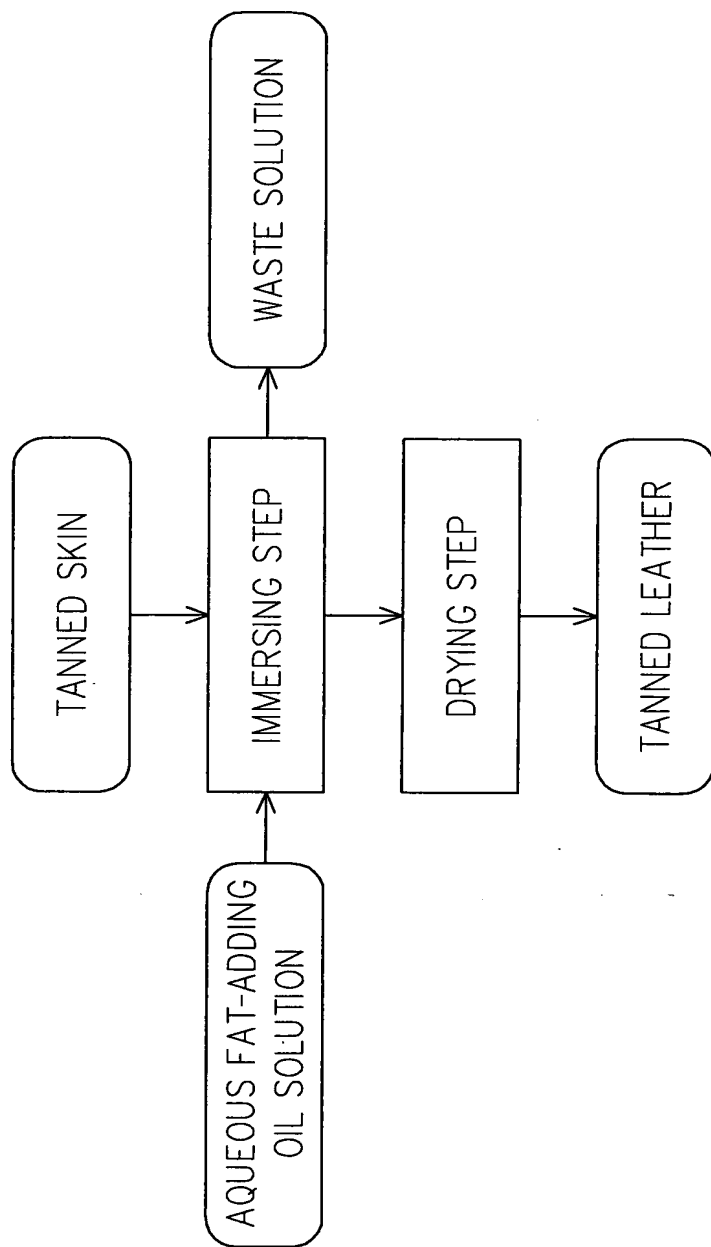 TANNED SKIN
AQUEOUS FAT-ADDING
OIL SOLUTION
IMMERSING STEP
WASTE SOLUTION
DRYING STEP
TANNED LEATHER